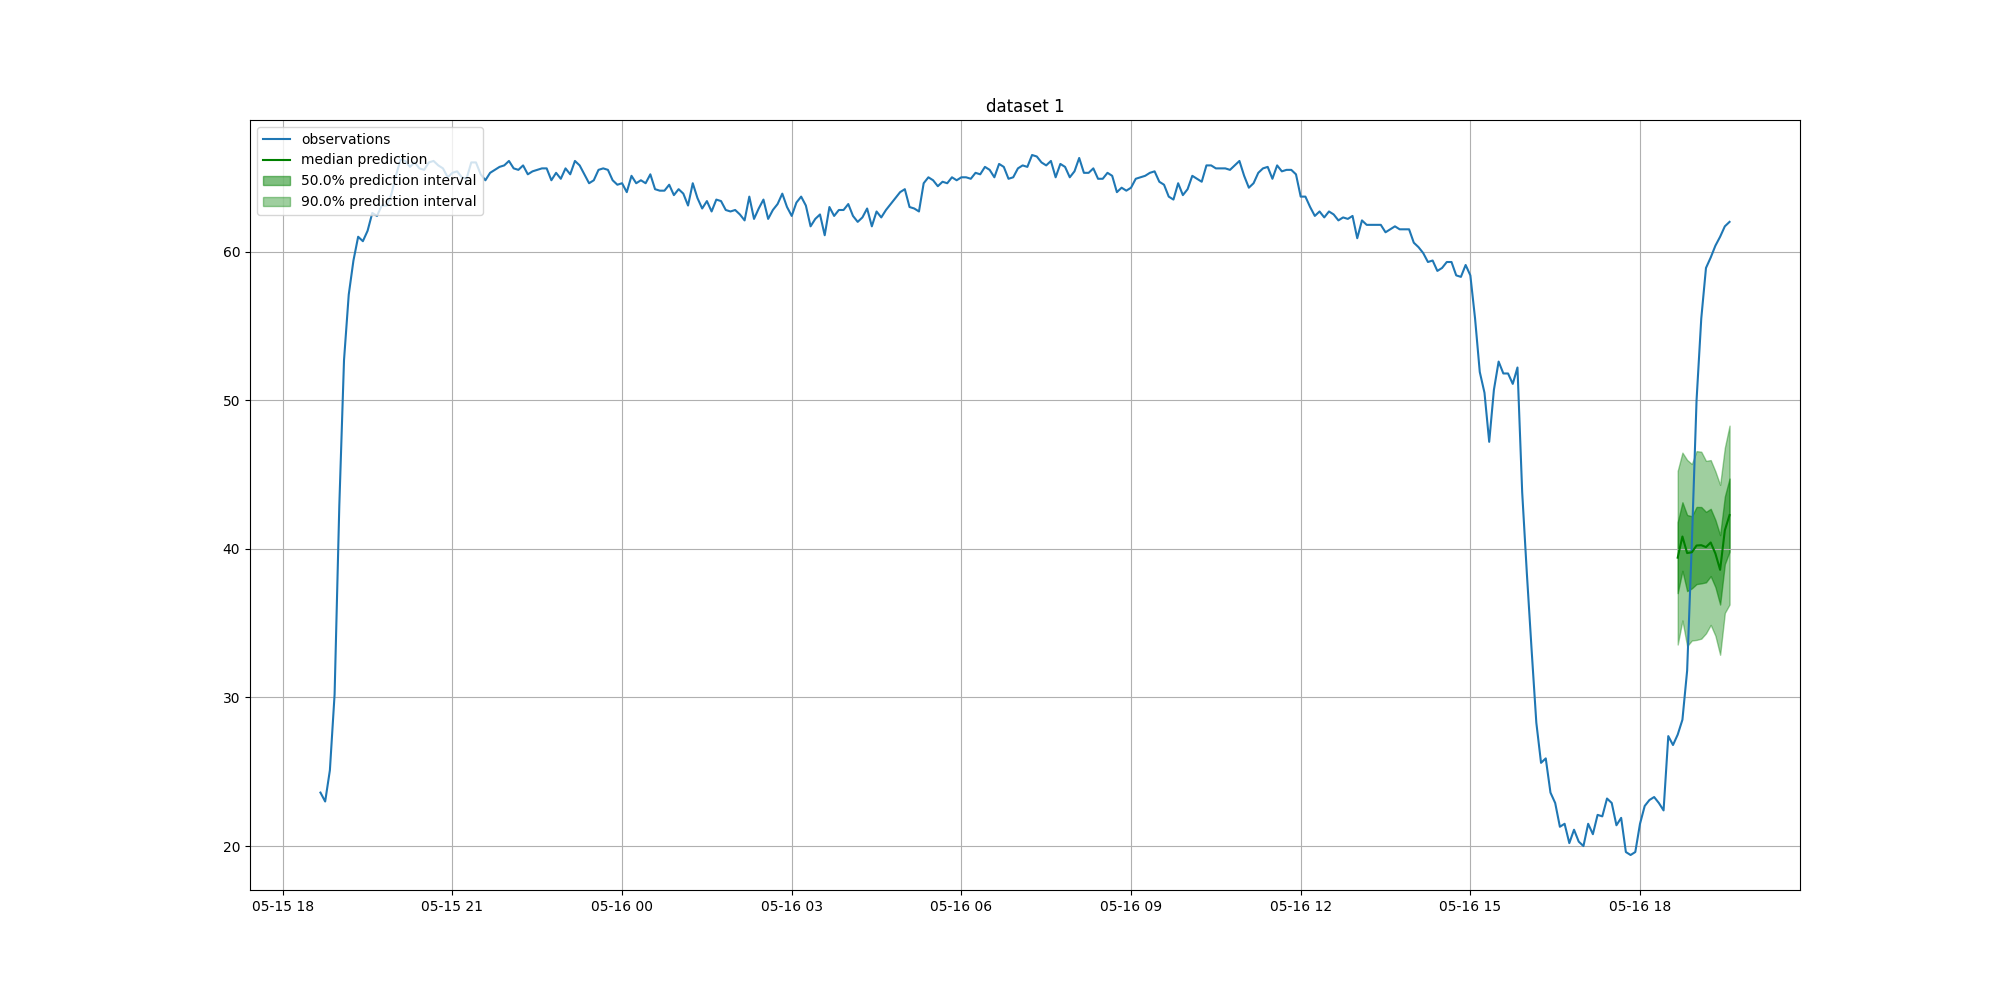 dataset 1
observations
median prediction
50.0% prediction interval
90.0% prediction interval
60
50
40
30
20
05-15 18
05-15 21
05-16 00
05-16 03
05-16 06
05-16 09
05-16 12
05-16 15
05-16 18